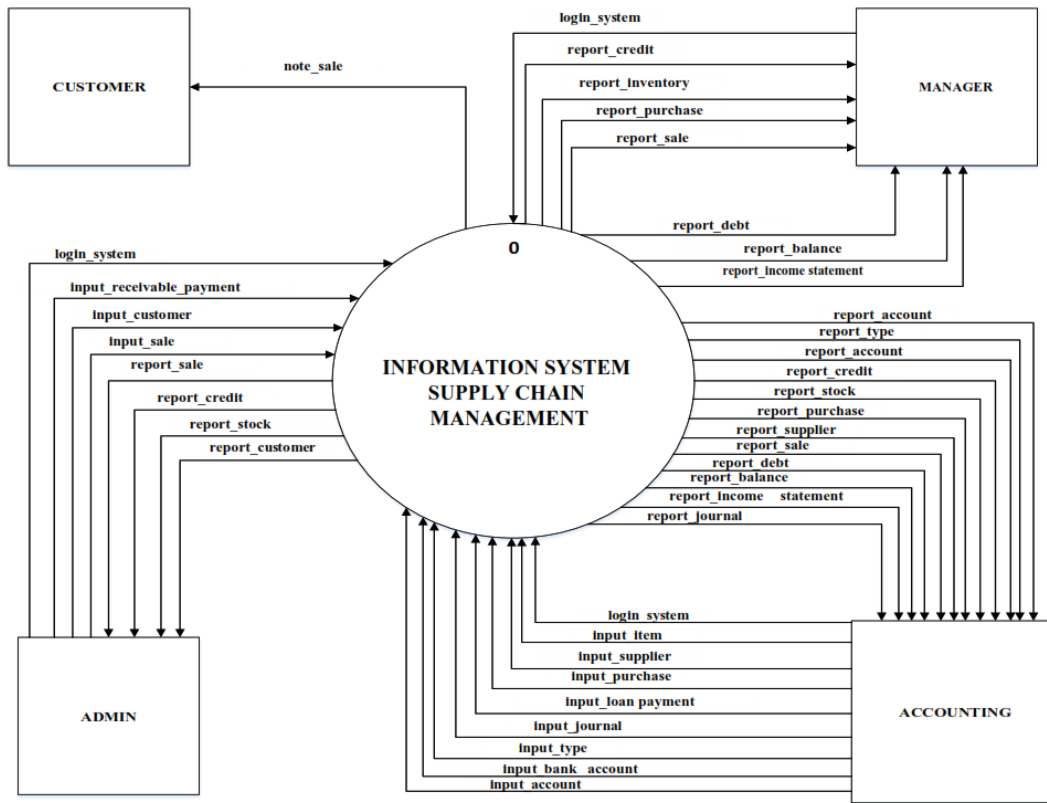 login_system
report_credit
note_sale
CUSTOMER
report_inventory
MANAGER
report_purchase
report_sale
report_debt
0
report_balance
login_system
report_income statement
input_receivable_payment
input_customer
report_account
report_type
input_sale
report_account
report_sale
INFORMATION SYSTEM
SUPPLY CHAIN
MANAGEMENT
report_credit
report_stock
report_credit
report_purchase
report_stock
report_supplier
report_customer
report_sale
report_debt
report_balance
report_income statement
report_journal
login_system
input_item
input_supplier
input_purchase
input_loan payment
ADMIN
ACCOUNTING
input_journal
input_type
input_bank account
input_account